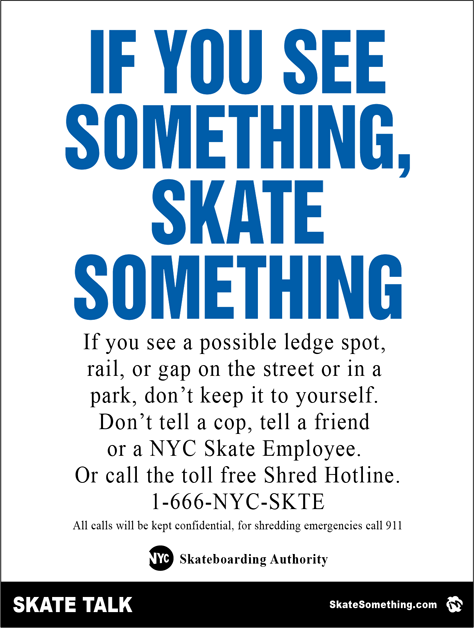 IF YOU SEE
SOMETHING,
SKATE
SOMETHING
If you see a possible ledge spot,
rail, or gap on the street or in a
park, don't keep it to yourself.
Don't tell a cop, tell a friend
or a NYC Skate Employee.
Or call the toll free Shred Hotline.
1-666-NYC-SKTE
All calls will be kept confidential, for shredding emergencies call 911
NYC Skateboarding Authority
SKATE TALK SkateSomething.com